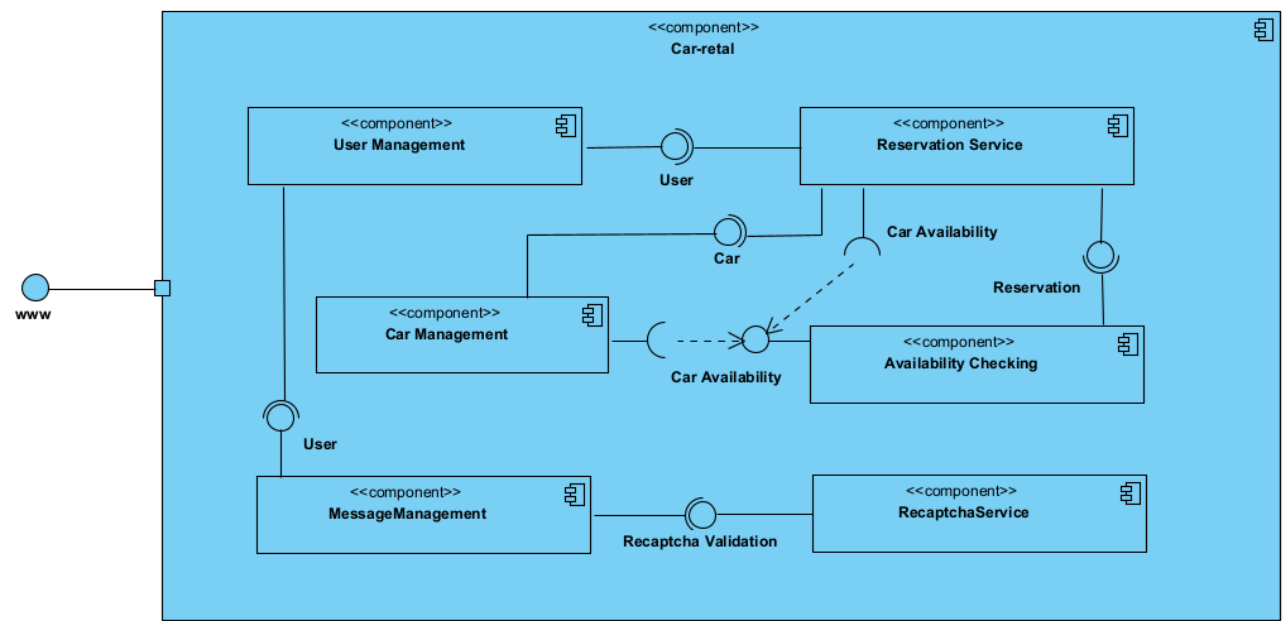 <<component>>
Car-retal
<<component>>
User Management
<<component>>
Reservation Service
User
Car Availability
Car
Reservation
www
<<component>>
Car Management
<<component>>
Availability Checking
Car Availability
User
<<component>>
MessageManagement
<<component>>
RecaptchaService
Recaptcha Validation